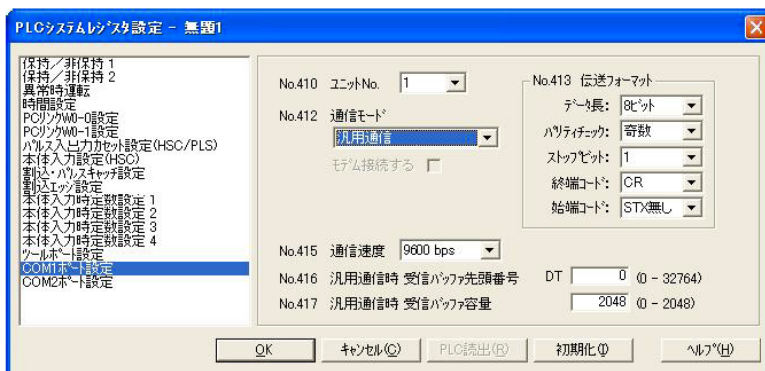 PLCシステムレジスタ設定 - 無題1
保持/非保持 1
保持/非保持 2
異常時運転
時間設定
PCリンクW0-0設定
PCリンクW0-1設定
パルス入出力カセット設定(HSC/PLS)
本体入力設定(HSC)
割込・パルスキャッチ設定
割込エッジ設定
本体入力時定数設定 1
本体入力時定数設定 2
本体入力時定数設定 3
本体入力時定数設定 4
ツールポート設定
COM1ポート設定
COM2ポート設定
No.410 ユニットNo. 1
No.412 通信モード
汎用通信
モデム接続する
No.413 伝送フォーマット
データ長: 8ビット
パリティチェック: 奇数
ストップビット: 1
終端コード: CR
始端コード: STX無し
No.415 通信速度 9600 bps
No.416 汎用通信時 受信バッファ先頭番号 DT 0 (0 - 32764)
No.417 汎用通信時 受信バッファ容量 2048 (0 - 2048)
OK キャンセル(C) PLC読出(R) 初期化(I) ヘルプ(H)